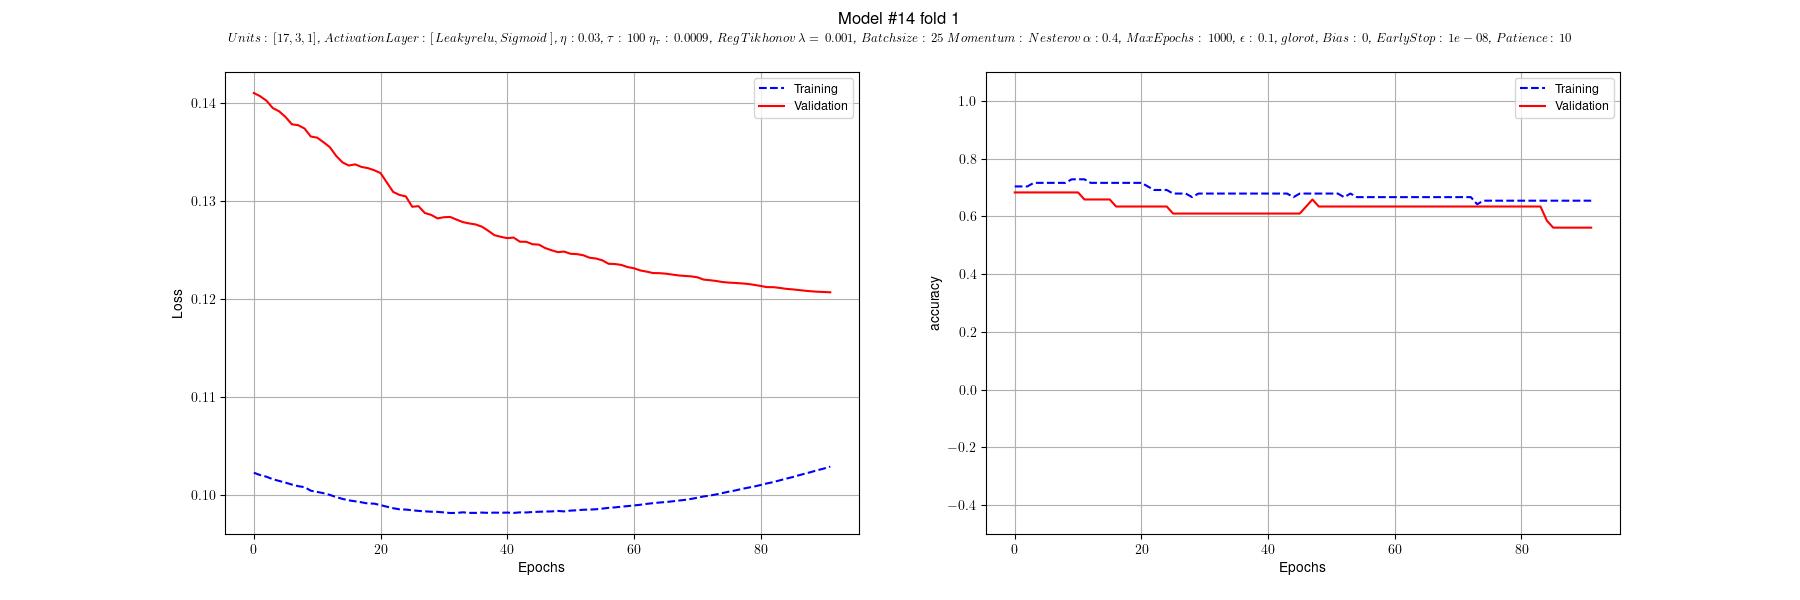 Model #14 fold 1
Units : [17, 3, 1], ActivationLayer : [ Leakyrelu, Sigmoid ], η : 0.03, τ : 100 ητ : 0.0009, Reg Tikhonov λ = 0.001, Batchsize : 25 Momentum : Nesterov α : 0.4, MaxEpochs : 1000, ϵ : 0.1, glorot, Bias : 0, EarlyStop : 1e − 08, Patience : 10
Training
Validation
0.14
0.13
0.12
0.11
0.10
Loss
0
20
40
60
80
Epochs
Training
Validation
1.0
0.8
0.6
0.4
0.2
0.0
−0.2
−0.4
accuracy
0
20
40
60
80
Epochs